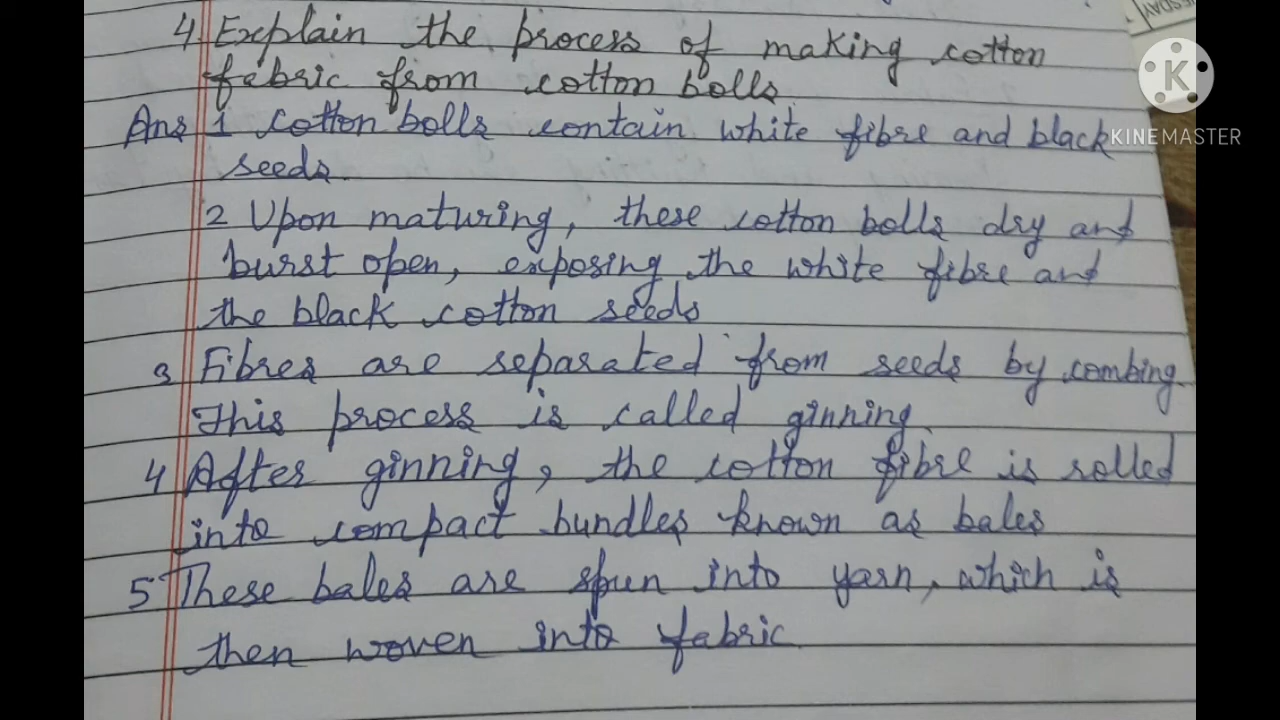 4. Explain the process of making cotton
fabric from cotton bolls.
Ans 1 Cotton bolls contain white fibre and black
seeds.
2 Upon maturing, these cotton bolls dry and
burst open, exposing the white fibre and
the black cotton seeds
3 Fibres are separated from seeds by combing.
This process is called ginning.
4 After ginning, the cotton fibre is rolled
into compact bundles known as bales
5 These bales are spun into yarn, which is
then woven into fabric.
K
KINEMASTER